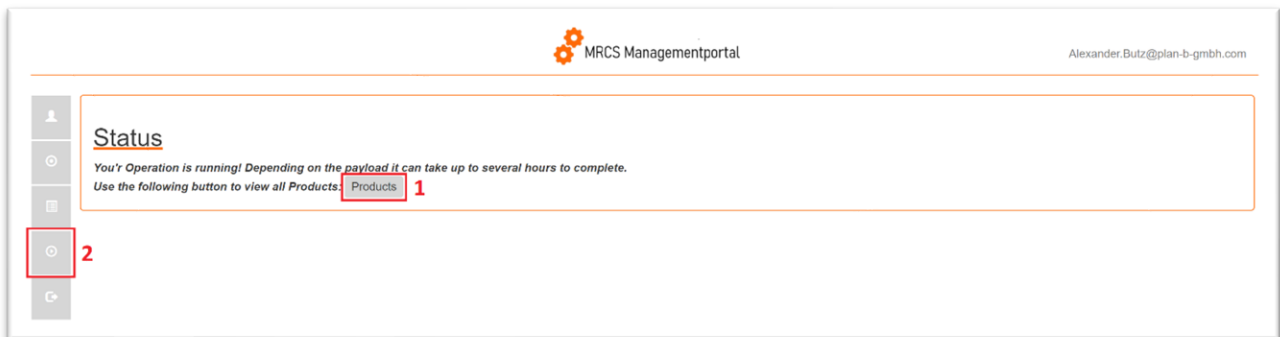 MRCS Managementportal
Alexander.Butz@plan-b-gmbh.com
Status
You'r Operation is running! Depending on the payload it can take up to several hours to complete.
Use the following button to view all Products: Products 1
2